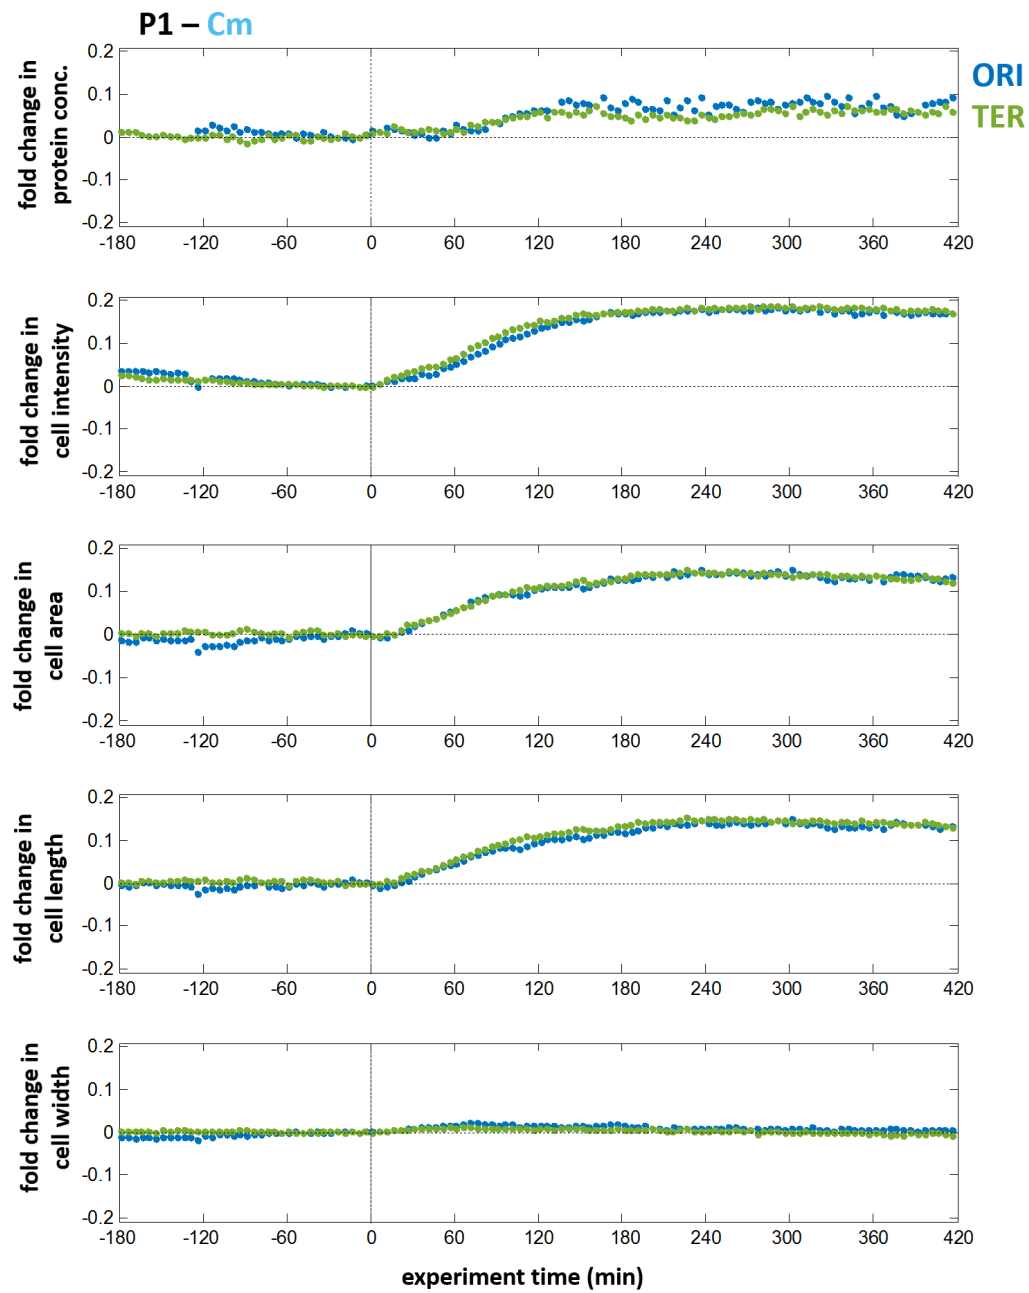 P1 – Cm
ORI
TER
fold change in
protein conc.
0.2
0.1
0
-0.1
-0.2
-180 -120 -60 0 60 120 180 240 300 360 420
fold change in
cell intensity
0.2
0.1
0
-0.1
-0.2
-180 -120 -60 0 60 120 180 240 300 360 420
fold change in
cell area
0.2
0.1
0
-0.1
-0.2
-180 -120 -60 0 60 120 180 240 300 360 420
fold change in
cell length
0.2
0.1
0
-0.1
-0.2
-180 -120 -60 0 60 120 180 240 300 360 420
fold change in
cell width
0.2
0.1
0
-0.1
-0.2
-180 -120 -60 0 60 120 180 240 300 360 420
experiment time (min)